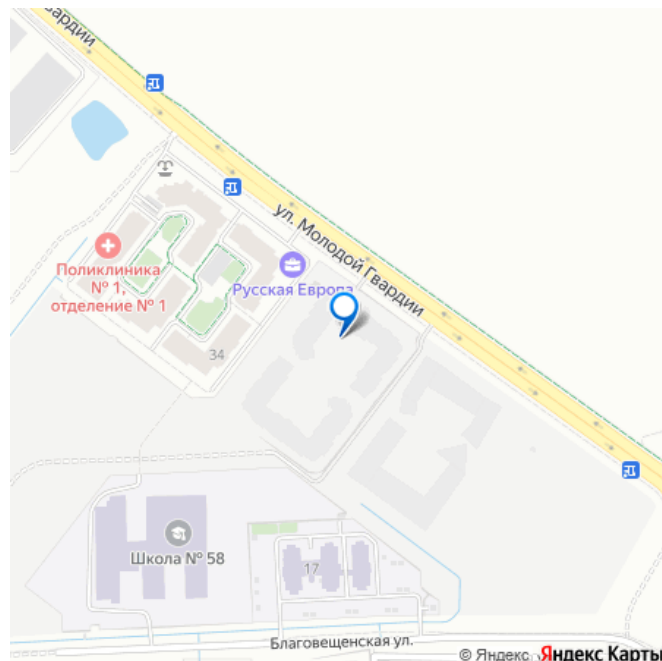 вардии
ул. Молодой Гвардии
Поликлиника
№ 1,
отделение № 1
Русская Европа
34
Школа № 58
17
Благовещенская ул.
© Яндекс Яндекс Карты